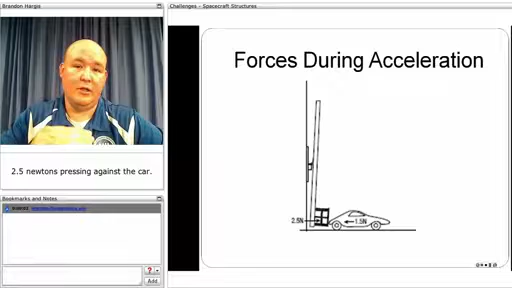 Brandon Hargis
Challenges - Spacecraft Structures
Forces During Acceleration
2.5 newtons pressing against the car.
Bookmarks and Notes
2.5N
1.5N
Add